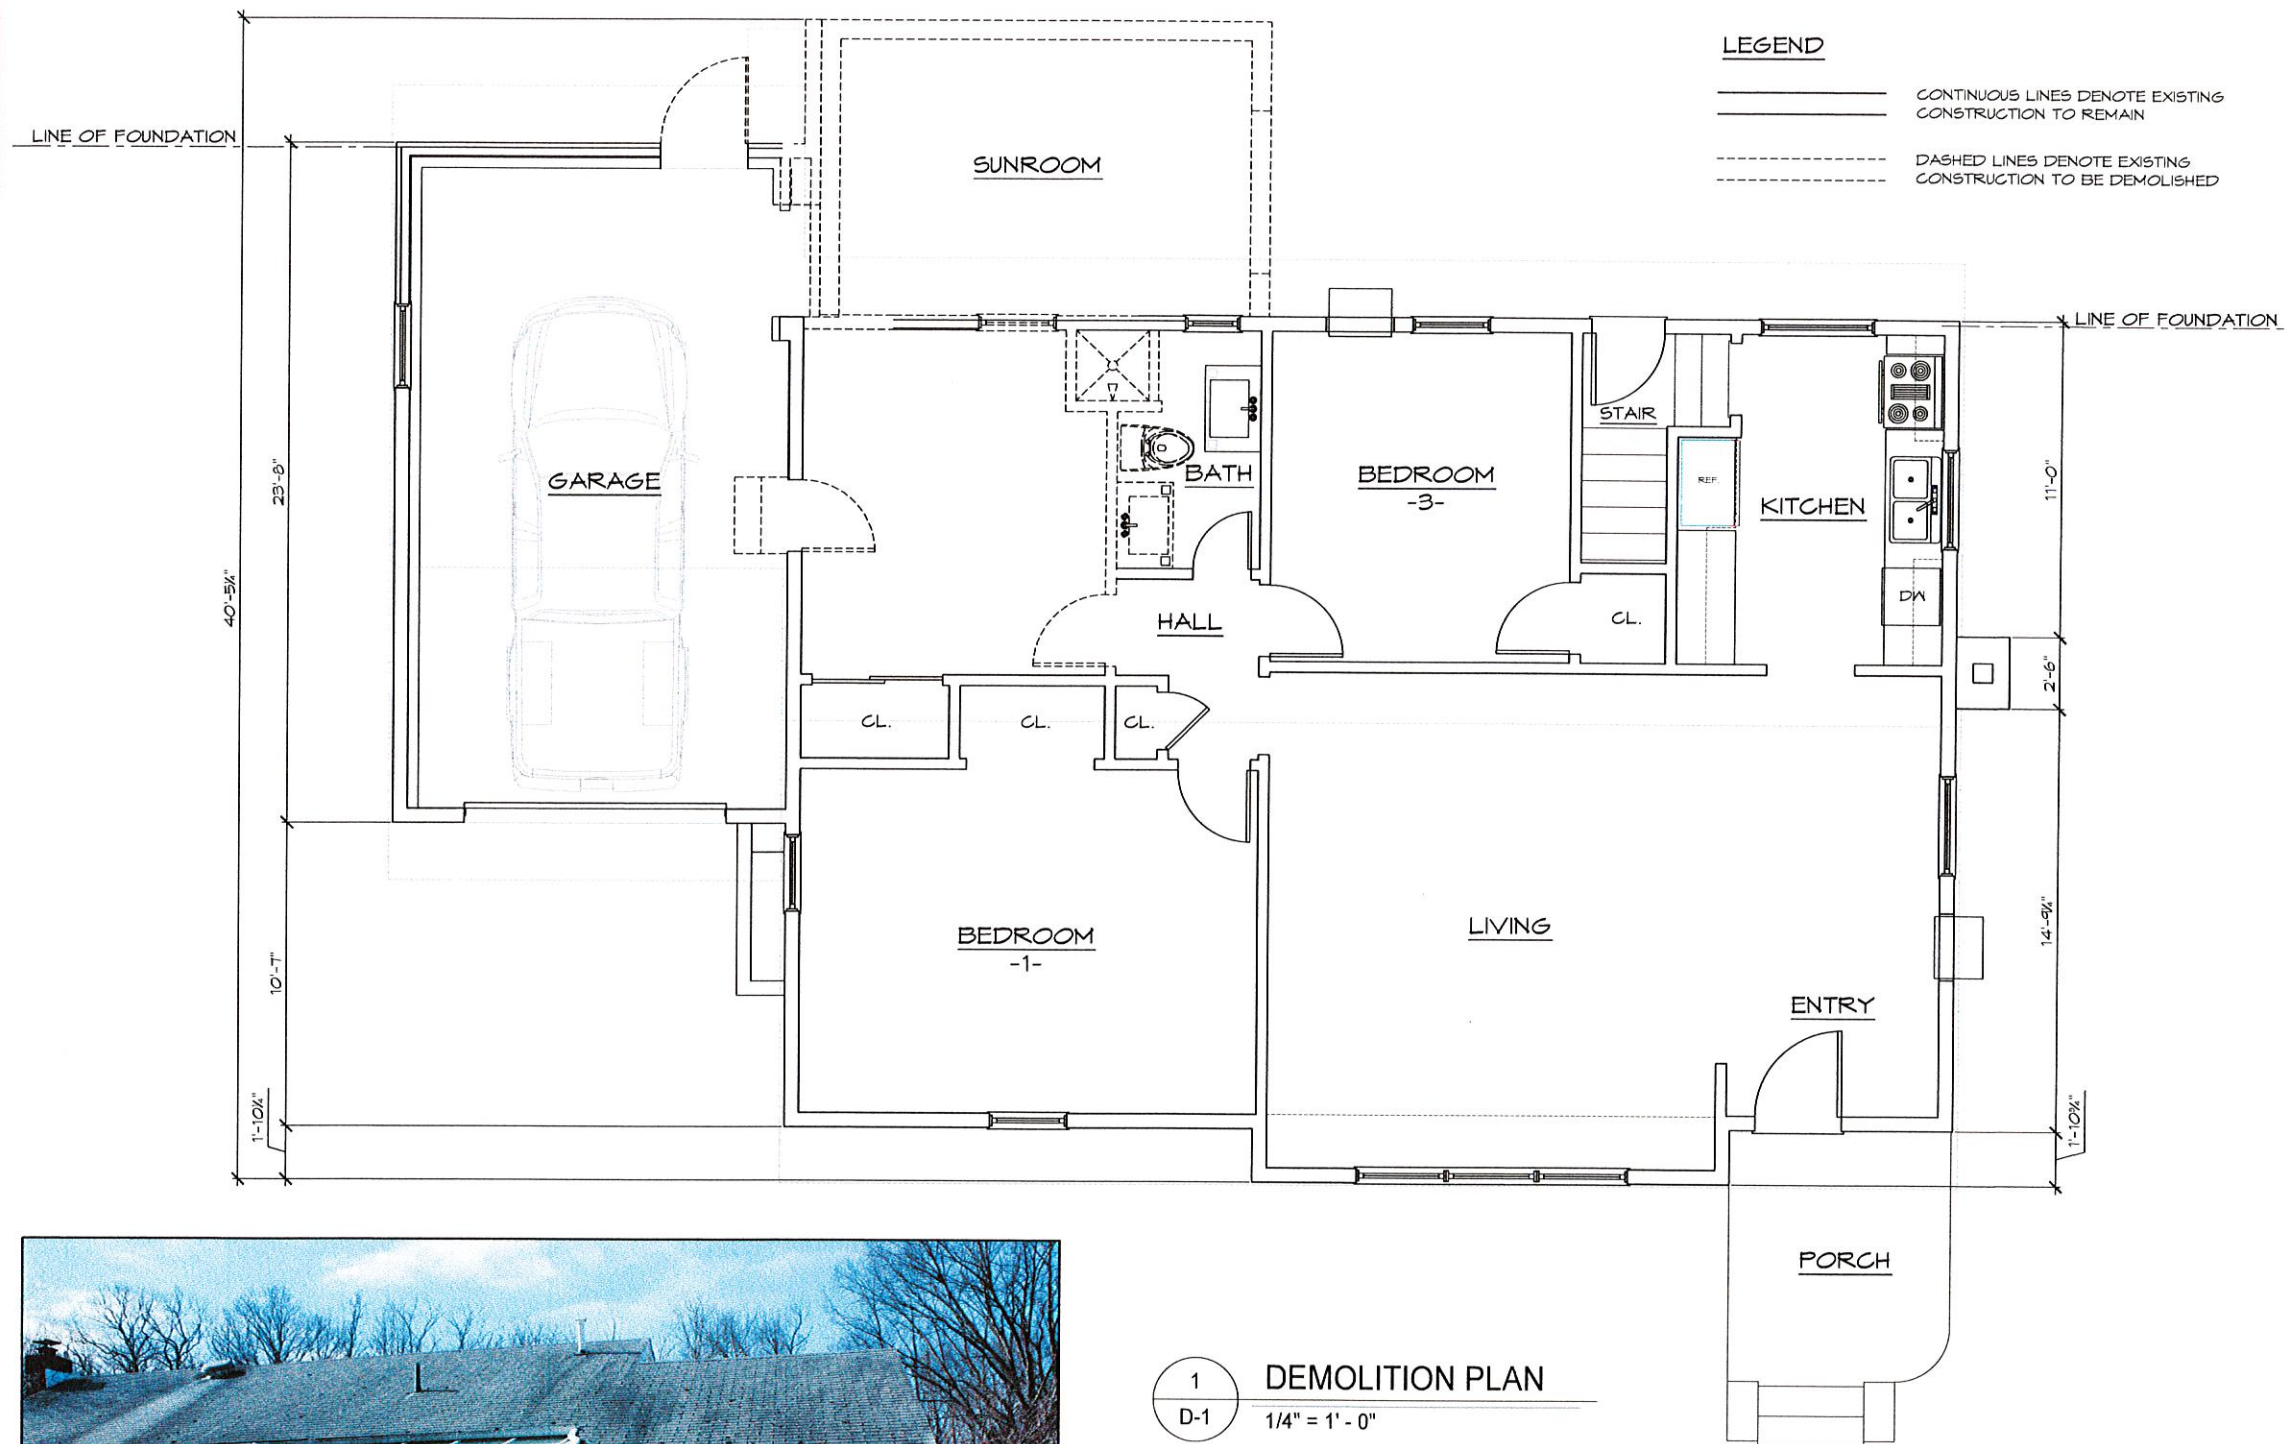 LEGEND
CONTINUOUS LINES DENOTE EXISTING
CONSTRUCTION TO REMAIN
DASHED LINES DENOTE EXISTING
CONSTRUCTION TO BE DEMOLISHED
LINE OF FOUNDATION
SUNROOM
LINE OF FOUNDATION
GARAGE
BATH
BEDROOM
-3-
STAIR
REF.
KITCHEN
DW
HALL
CL.
CL.
CL.
CL.
BEDROOM
-1-
LIVING
ENTRY
PORCH
40'-5¼"
23'-8"
10'-7"
1'-10¼"
11'-0"
2'-6"
14'-9¼"
1'-10¾"
1
D-1
DEMOLITION PLAN
1/4" = 1' - 0"